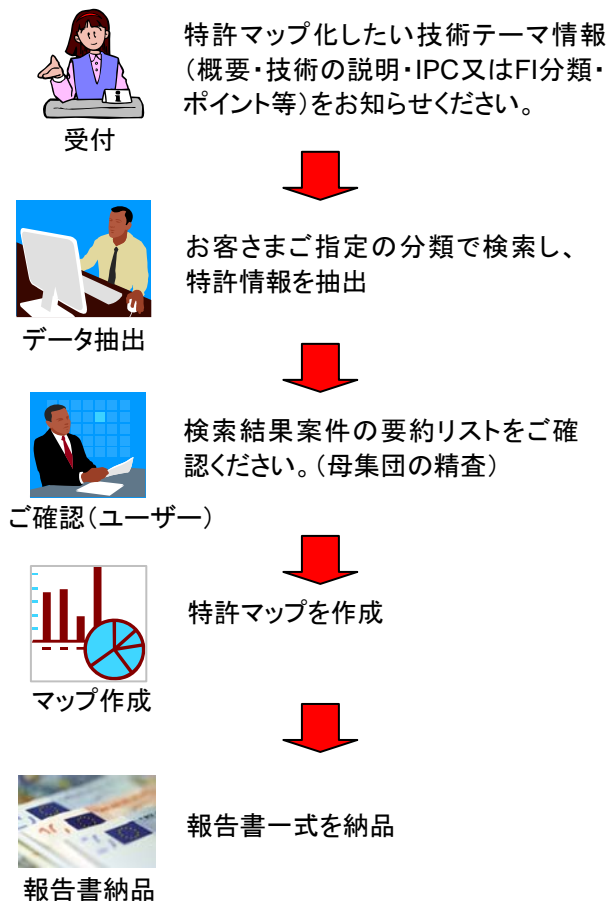 特許マップ化したい技術テーマ情報
（概要・技術の説明・IPC又はFI分類・
ポイント等）をお知らせください。
受付
お客さまご指定の分類で検索し、
特許情報を抽出
データ抽出
検索結果案件の要約リストをご確
認ください。（母集団の精査）
ご確認（ユーザー）
特許マップを作成
マップ作成
報告書一式を納品
報告書納品